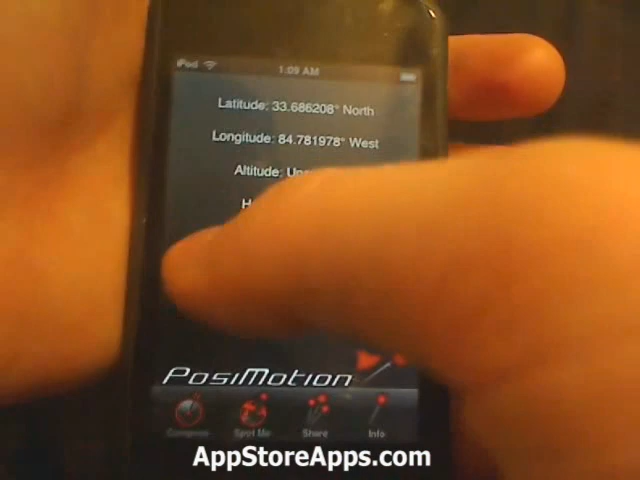 iPod 1:09 AM
Latitude: 33.686208° North
Longitude: 84.781978° West
Altitude:
PosiMotion
Compass Spot Me Share Info
AppStoreApps.com